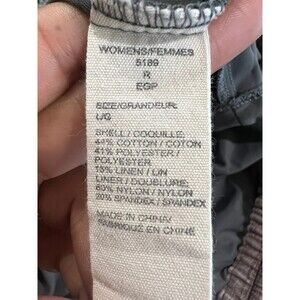 WOMENS/FEMMES
5189
R
EGP
SIZE/GRANDEUR:
L/G
SHELL / COQUILLE:
44% COTTON / COTON
41% POLYESTER /
POLYESTER
15% LINEN / LIN
LINER / DOUBLURE:
80% NYLON / NYLON
20% SPANDEX / SPANDEX
MADE IN CHINA/
FABRIQUÉ EN CHINE